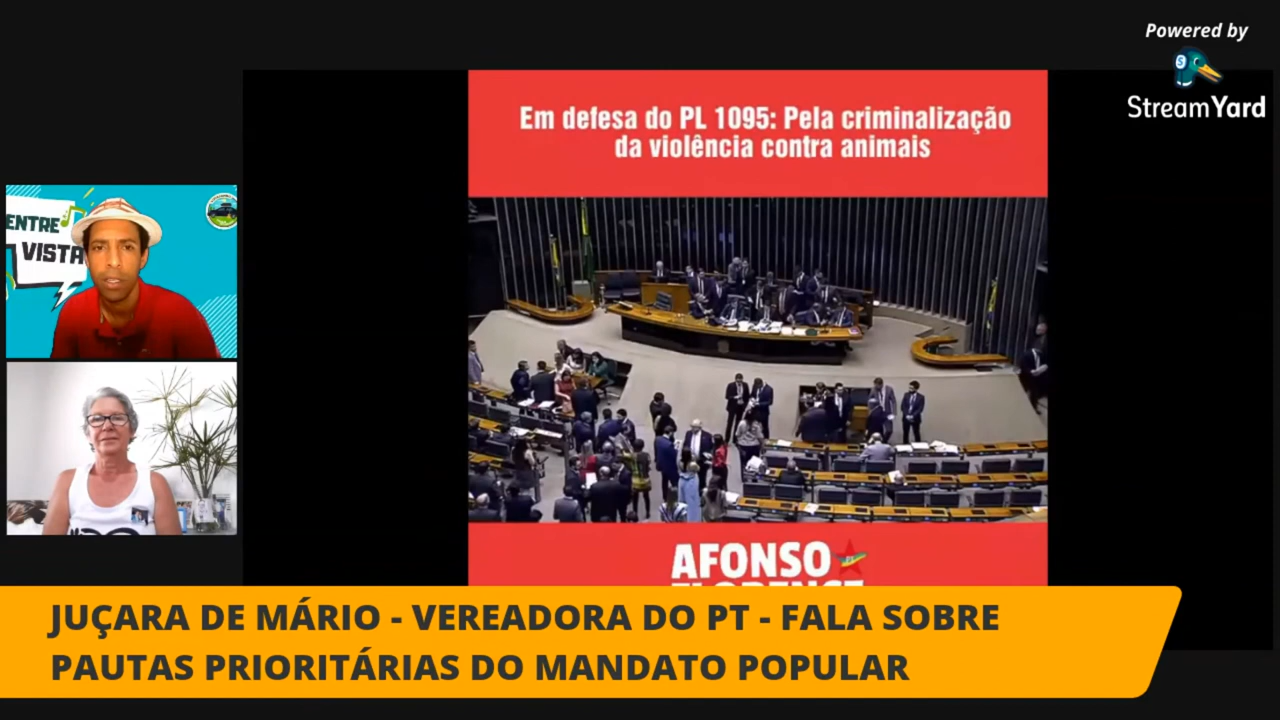 Powered by
StreamYard
Em defesa do PL 1095: Pela criminalização
da violência contra animais
ENTRE
VISTA
AFONSO
JUÇARA DE MÁRIO - VEREADORA DO PT - FALA SOBRE
PAUTAS PRIORITÁRIAS DO MANDATO POPULAR